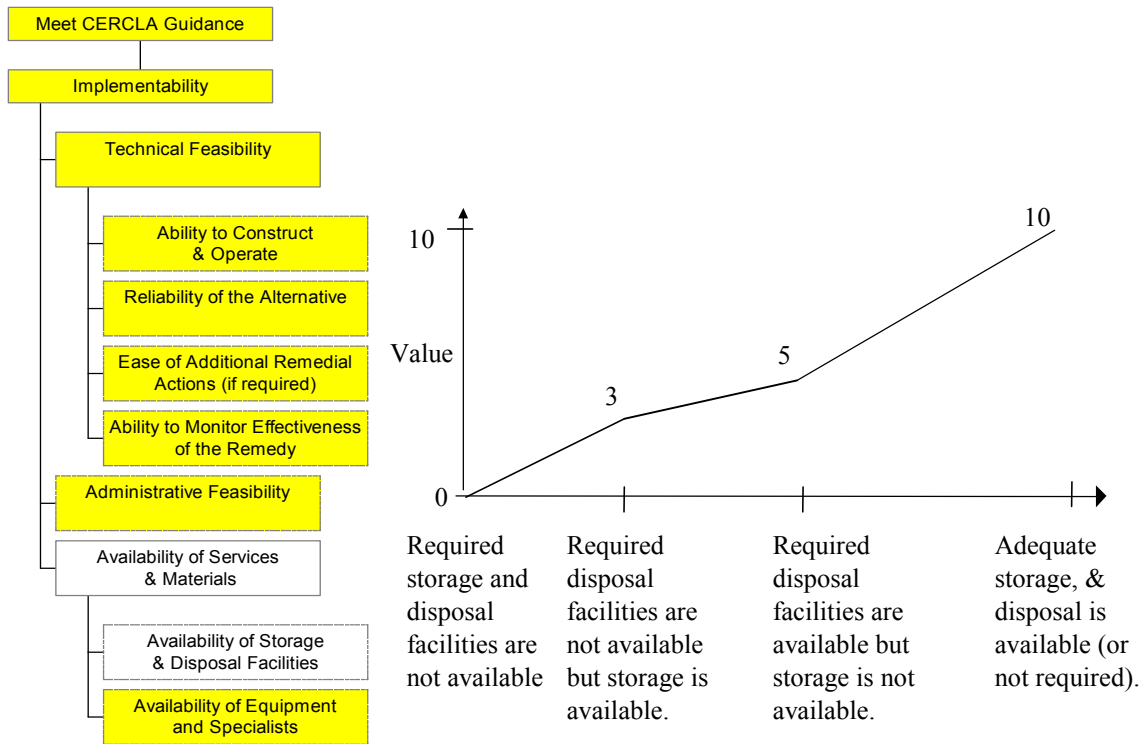 Meet CERCLA Guidance
Implementability
Technical Feasibility
Ability to Construct
& Operate
Reliability of the Alternative
Ease of Additional Remedial
Actions (if required)
Ability to Monitor Effectiveness
of the Remedy
Administrative Feasibility
Availability of Services
& Materials
Availability of Storage
& Disposal Facilities
Availability of Equipment
and Specialists
10
Value
0
3
5
10
Required
storage and
disposal
facilities are
not available
Required
disposal
facilities are
not available
but storage is
available.
Required
disposal
facilities are
available but
storage is not
available.
Adequate
storage, &
disposal is
available (or
not required).